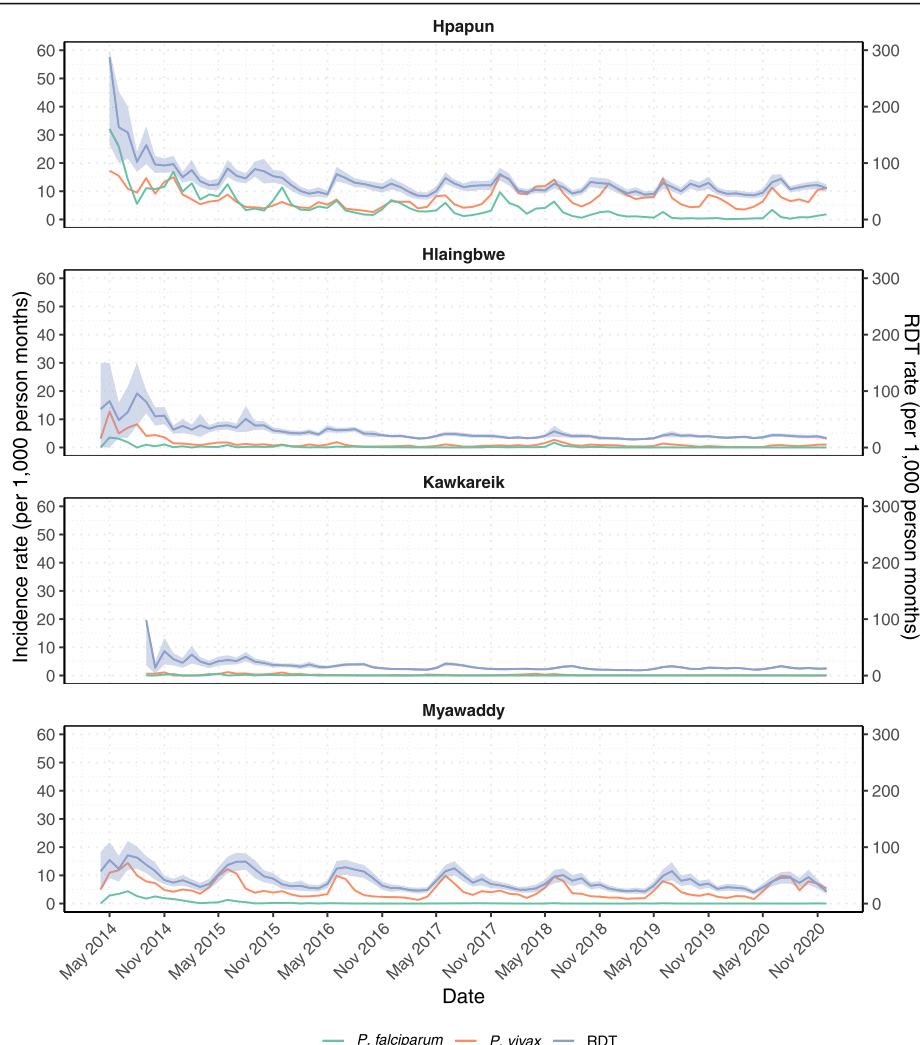 Hpapun
60
50
40
30
20
10
0
300
200
100
0
Hlaingbwe
60
50
40
30
20
10
0
300
200
100
0
Kawkareik
60
50
40
30
20
10
0
300
200
100
0
Myawaddy
60
50
40
30
20
10
0
300
200
100
0
Incidence rate (per 1,000 person months)
RDT rate (per 1,000 person months)
May 2014
Nov 2014
May 2015
Nov 2015
May 2016
Nov 2016
May 2017
Nov 2017
May 2018
Nov 2018
May 2019
Nov 2019
May 2020
Nov 2020
Date
P. falciparum P. vivax RDT